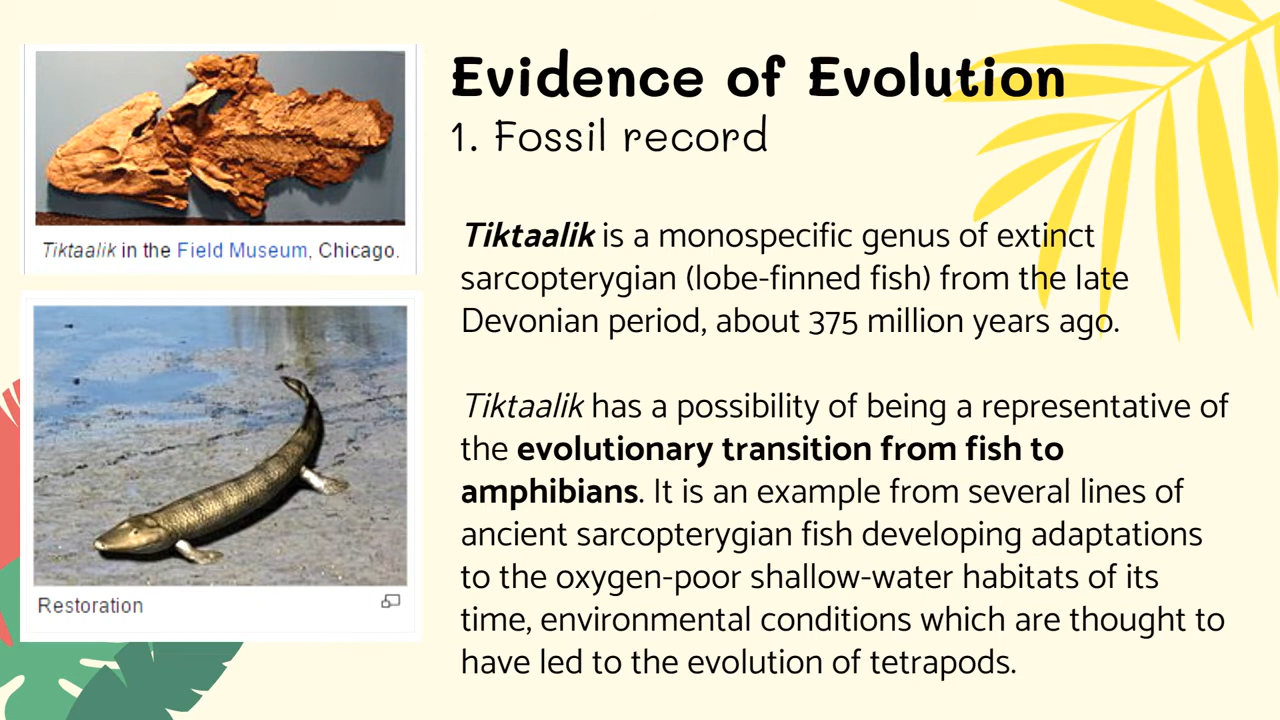 Evidence of Evolution
1. Fossil record
Tiktaalik in the Field Museum, Chicago.
Restoration
Tiktaalik is a monospecific genus of extinct
sarcopterygian (lobe-finned fish) from the late
Devonian period, about 375 million years ago.
Tiktaalik has a possibility of being a representative of
the evolutionary transition from fish to
amphibians. It is an example from several lines of
ancient sarcopterygian fish developing adaptations
to the oxygen-poor shallow-water habitats of its
time, environmental conditions which are thought to
have led to the evolution of tetrapods.